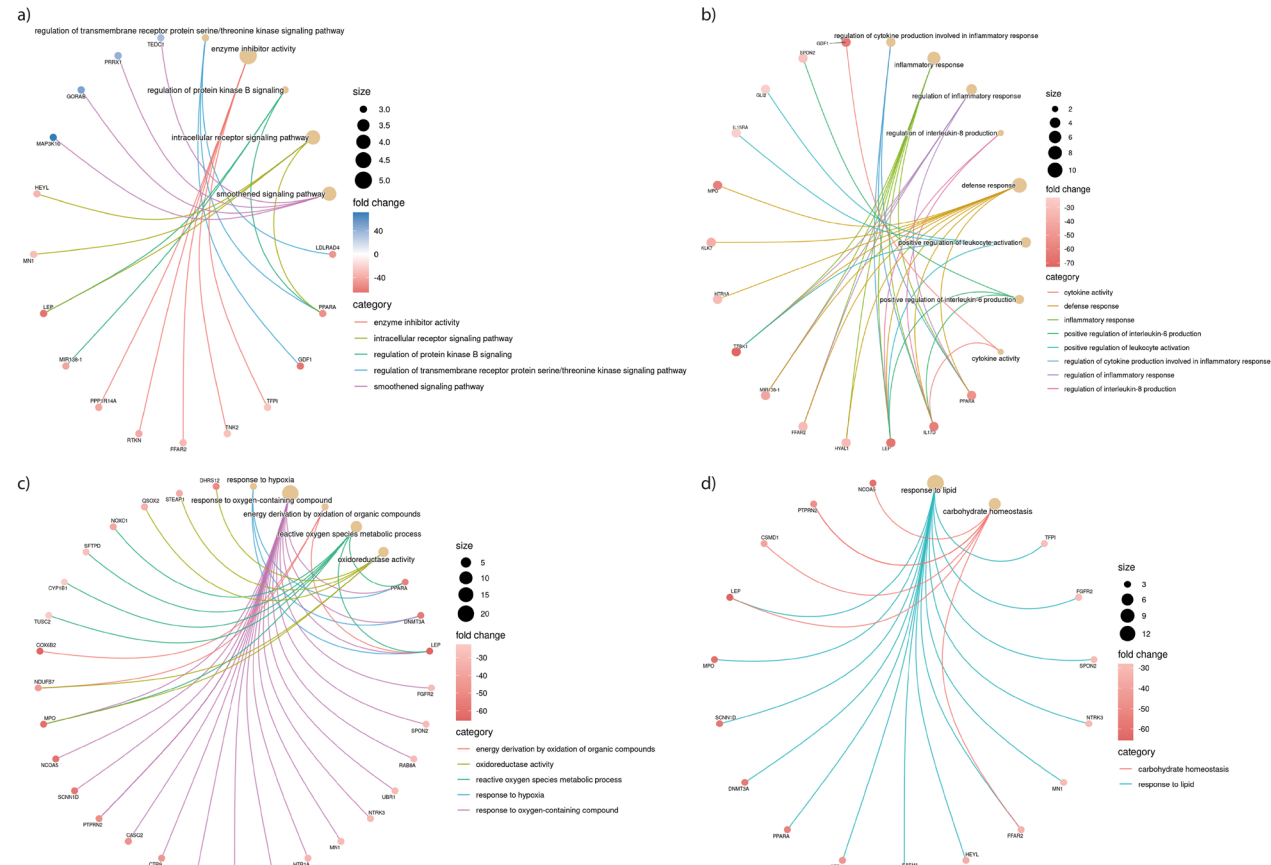 a)
regulation of transmembrane receptor protein serine/threonine kinase signaling pathway
TEDC1
enzyme inhibitor activity
PRRX1
regulation of protein kinase B signaling
GORAB
intracellular receptor signaling pathway
MAP3K10
smoothened signaling pathway
HEYL
MN1
LDLRAD4
LEP
PPARA
MIR138-1
GDF1
PPP1R14A
TFPI
RTKN
TNK2
FFAR2
size
3.0
3.5
4.0
4.5
5.0
fold change
40
0
-40
category
enzyme inhibitor activity
intracellular receptor signaling pathway
regulation of protein kinase B signaling
regulation of transmembrane receptor protein serine/threonine kinase signaling pathway
smoothened signaling pathway
b)
regulation of cytokine production involved in inflammatory response
GDF1
SPON2
inflammatory response
GLI2
regulation of inflammatory response
IL15RA
regulation of interleukin-8 production
MPO
defense response
KLK7
positive regulation of leukocyte activation
HTR1A
positive regulation of interleukin-6 production
cytokine activity
MIR138-1
PPARA
FFAR2
HYAL1
LEP
size
2
4
6
8
10
fold change
-30
-40
-50
-60
-70
category
cytokine activity
defense response
inflammatory response
positive regulation of interleukin-6 production
positive regulation of leukocyte activation
regulation of cytokine production involved in inflammatory response
regulation of inflammatory response
regulation of interleukin-8 production
c)
DHRS12
response to hypoxia
STEAP1
response to oxygen-containing compound
QSOX2
energy derivation by oxidation of organic compounds
NOXO1
reactive oxygen species metabolic process
SFTPD
oxidoreductase activity
CYP1B1
PPARA
TUSC2
DNMT3A
COX6B2
LEP
NDUFB7
FGFR2
MPO
SPON2
NCOA5
RAB8A
SCNN1D
UBR1
PTPRN2
NTRK3
CASQ2
MN1
HTR1A
size
5
10
15
20
fold change
-30
-40
-50
-60
category
energy derivation by oxidation of organic compounds
oxidoreductase activity
reactive oxygen species metabolic process
response to hypoxia
response to oxygen-containing compound
d)
NCOA5
response to lipid
PTPRN2
carbohydrate homeostasis
CSMD1
TFPI
LEP
FGFR2
MPO
SPON2
SCNN1D
NTRK3
DNMT3A
MN1
PPARA
FFAR2
HEYL
size
3
6
9
12
fold change
-30
-40
-50
-60
category
carbohydrate homeostasis
response to lipid